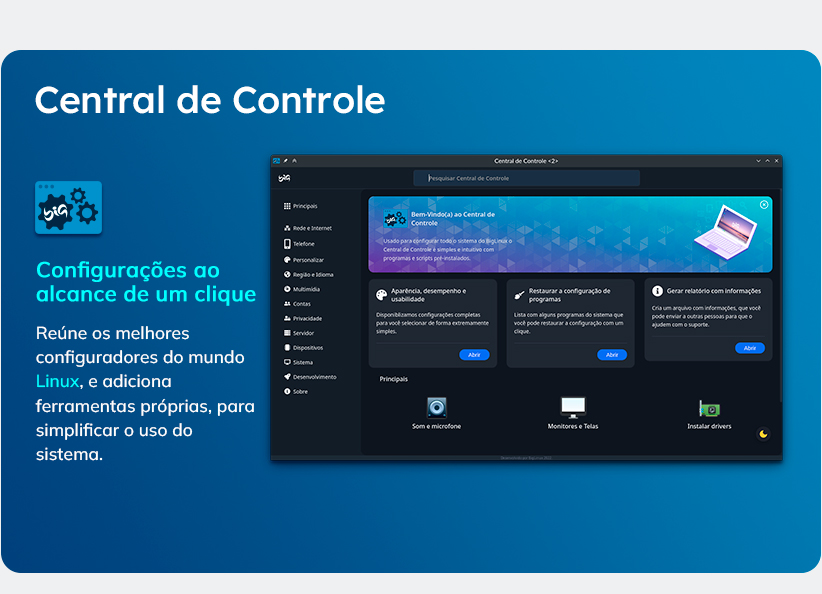 Central de Controle
big
Configurações ao
alcance de um clique
Reúne os melhores
configuradores do mundo
Linux, e adiciona
ferramentas próprias, para
simplificar o uso do
sistema.
Central de Controle <2>
big
Pesquisar Central de Controle
Principais
Rede e Internet
Telefone
Personalizar
Região e Idioma
Multimídia
Contas
Privacidade
Servidor
Dispositivos
Sistema
Desenvolvimento
Sobre
big
Bem-Vindo(a) ao Central de
Controle
Usado para configurar todo o sistema do BigLinux o
Central de Controle é simples e intuitivo com
programas e scripts pré-instalados.
Aparência, desempenho e
usabilidade
Disponiblizamos configurações completas
para você selecionar de forma extremamente
simples.
Abrir
Restaurar a configuração de
programas
Lista com alguns programas do sistema que
você pode restaurar a configuração com um
clique.
Abrir
Gerar relatório com informações
Cria um arquivo com informações, que você
pode enviar a outras pessoas para que o
ajudem com o suporte.
Abrir
Principais
Som e microfone
Monitores e Telas
Instalar drivers